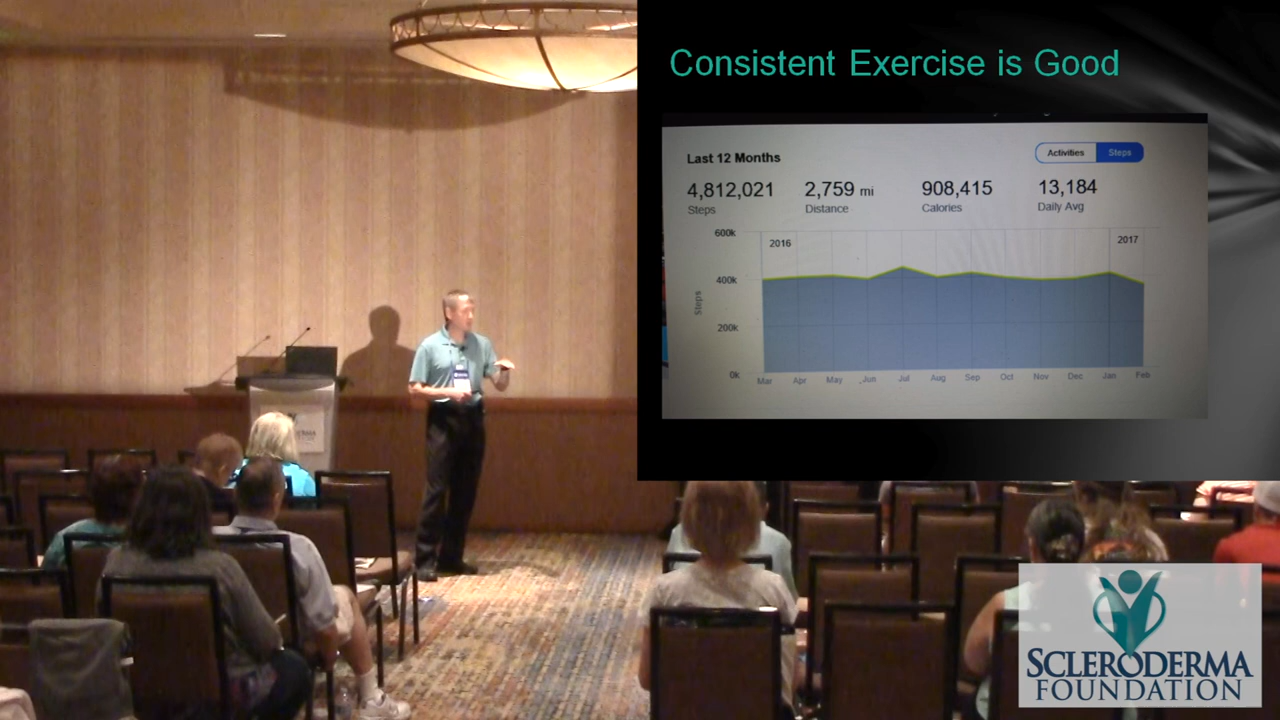 Consistent Exercise is Good
Last 12 Months
Activities Steps
4,812,021 2,759 mi 908,415 13,184
Steps Distance Calories Daily Avg
600k
2016 2017
400k
Steps
200k
0k
Mar Apr May Jun Jul Aug Sep Oct Nov Dec Jan Feb
SCLERODERMA
FOUNDATION